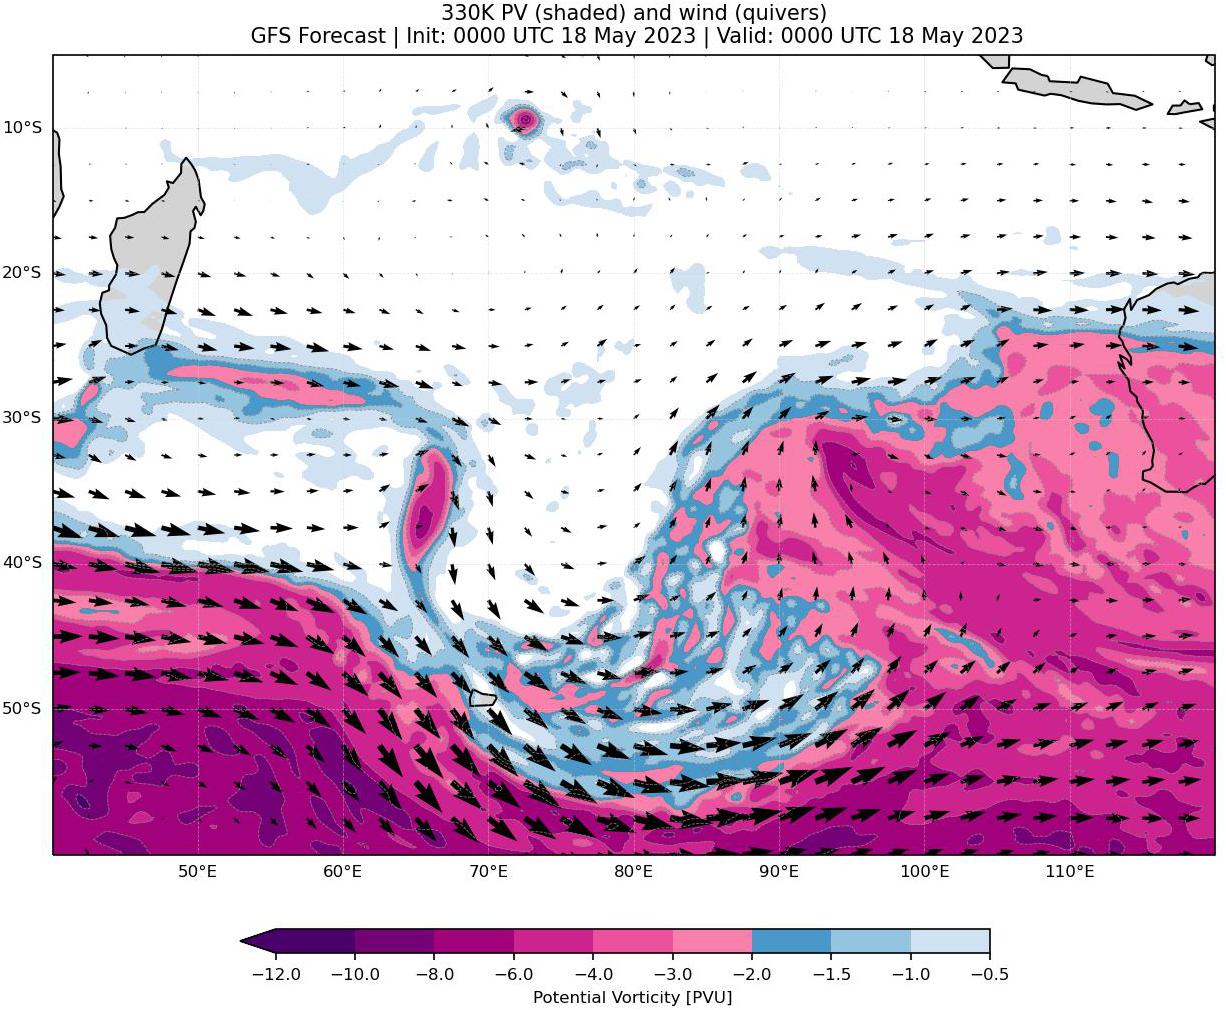 330K PV (shaded) and wind (quivers)
GFS Forecast | Init: 0000 UTC 18 May 2023 | Valid: 0000 UTC 18 May 2023
10°S
20°S
30°S
40°S
50°S
50°E 60°E 70°E 80°E 90°E 100°E 110°E
−12.0 −10.0 −8.0 −6.0 −4.0 −3.0 −2.0 −1.5 −1.0 −0.5
Potential Vorticity [PVU]